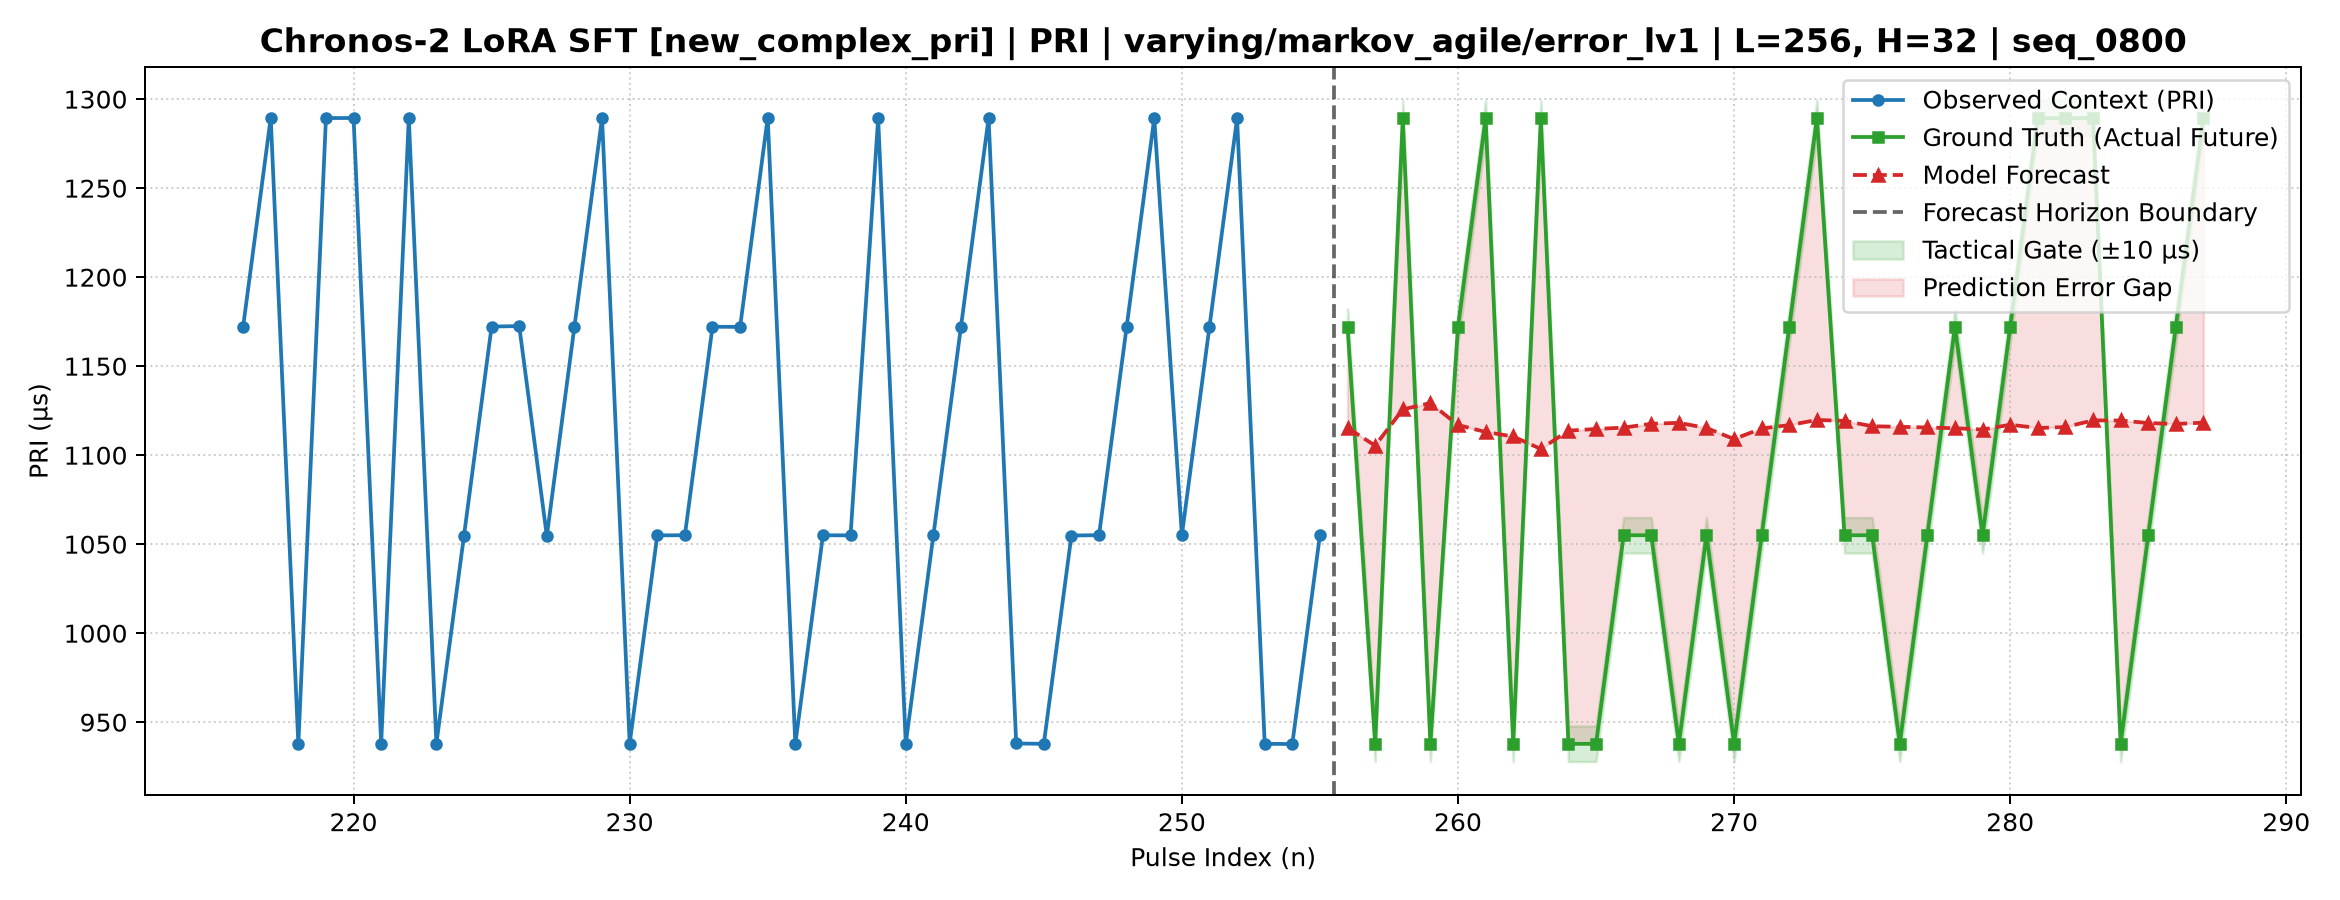 Chronos-2 LoRA SFT [new_complex_pri] | PRI | varying/markov_agile/error_lv1 | L=256, H=32 | seq_0800
1300
1250
1200
1150
1100
1050
1000
950
PRI (µs)
Observed Context (PRI)
Ground Truth (Actual Future)
Model Forecast
Forecast Horizon Boundary
Tactical Gate (±10 µs)
Prediction Error Gap
220 230 240 250 260 270 280 290
Pulse Index (n)